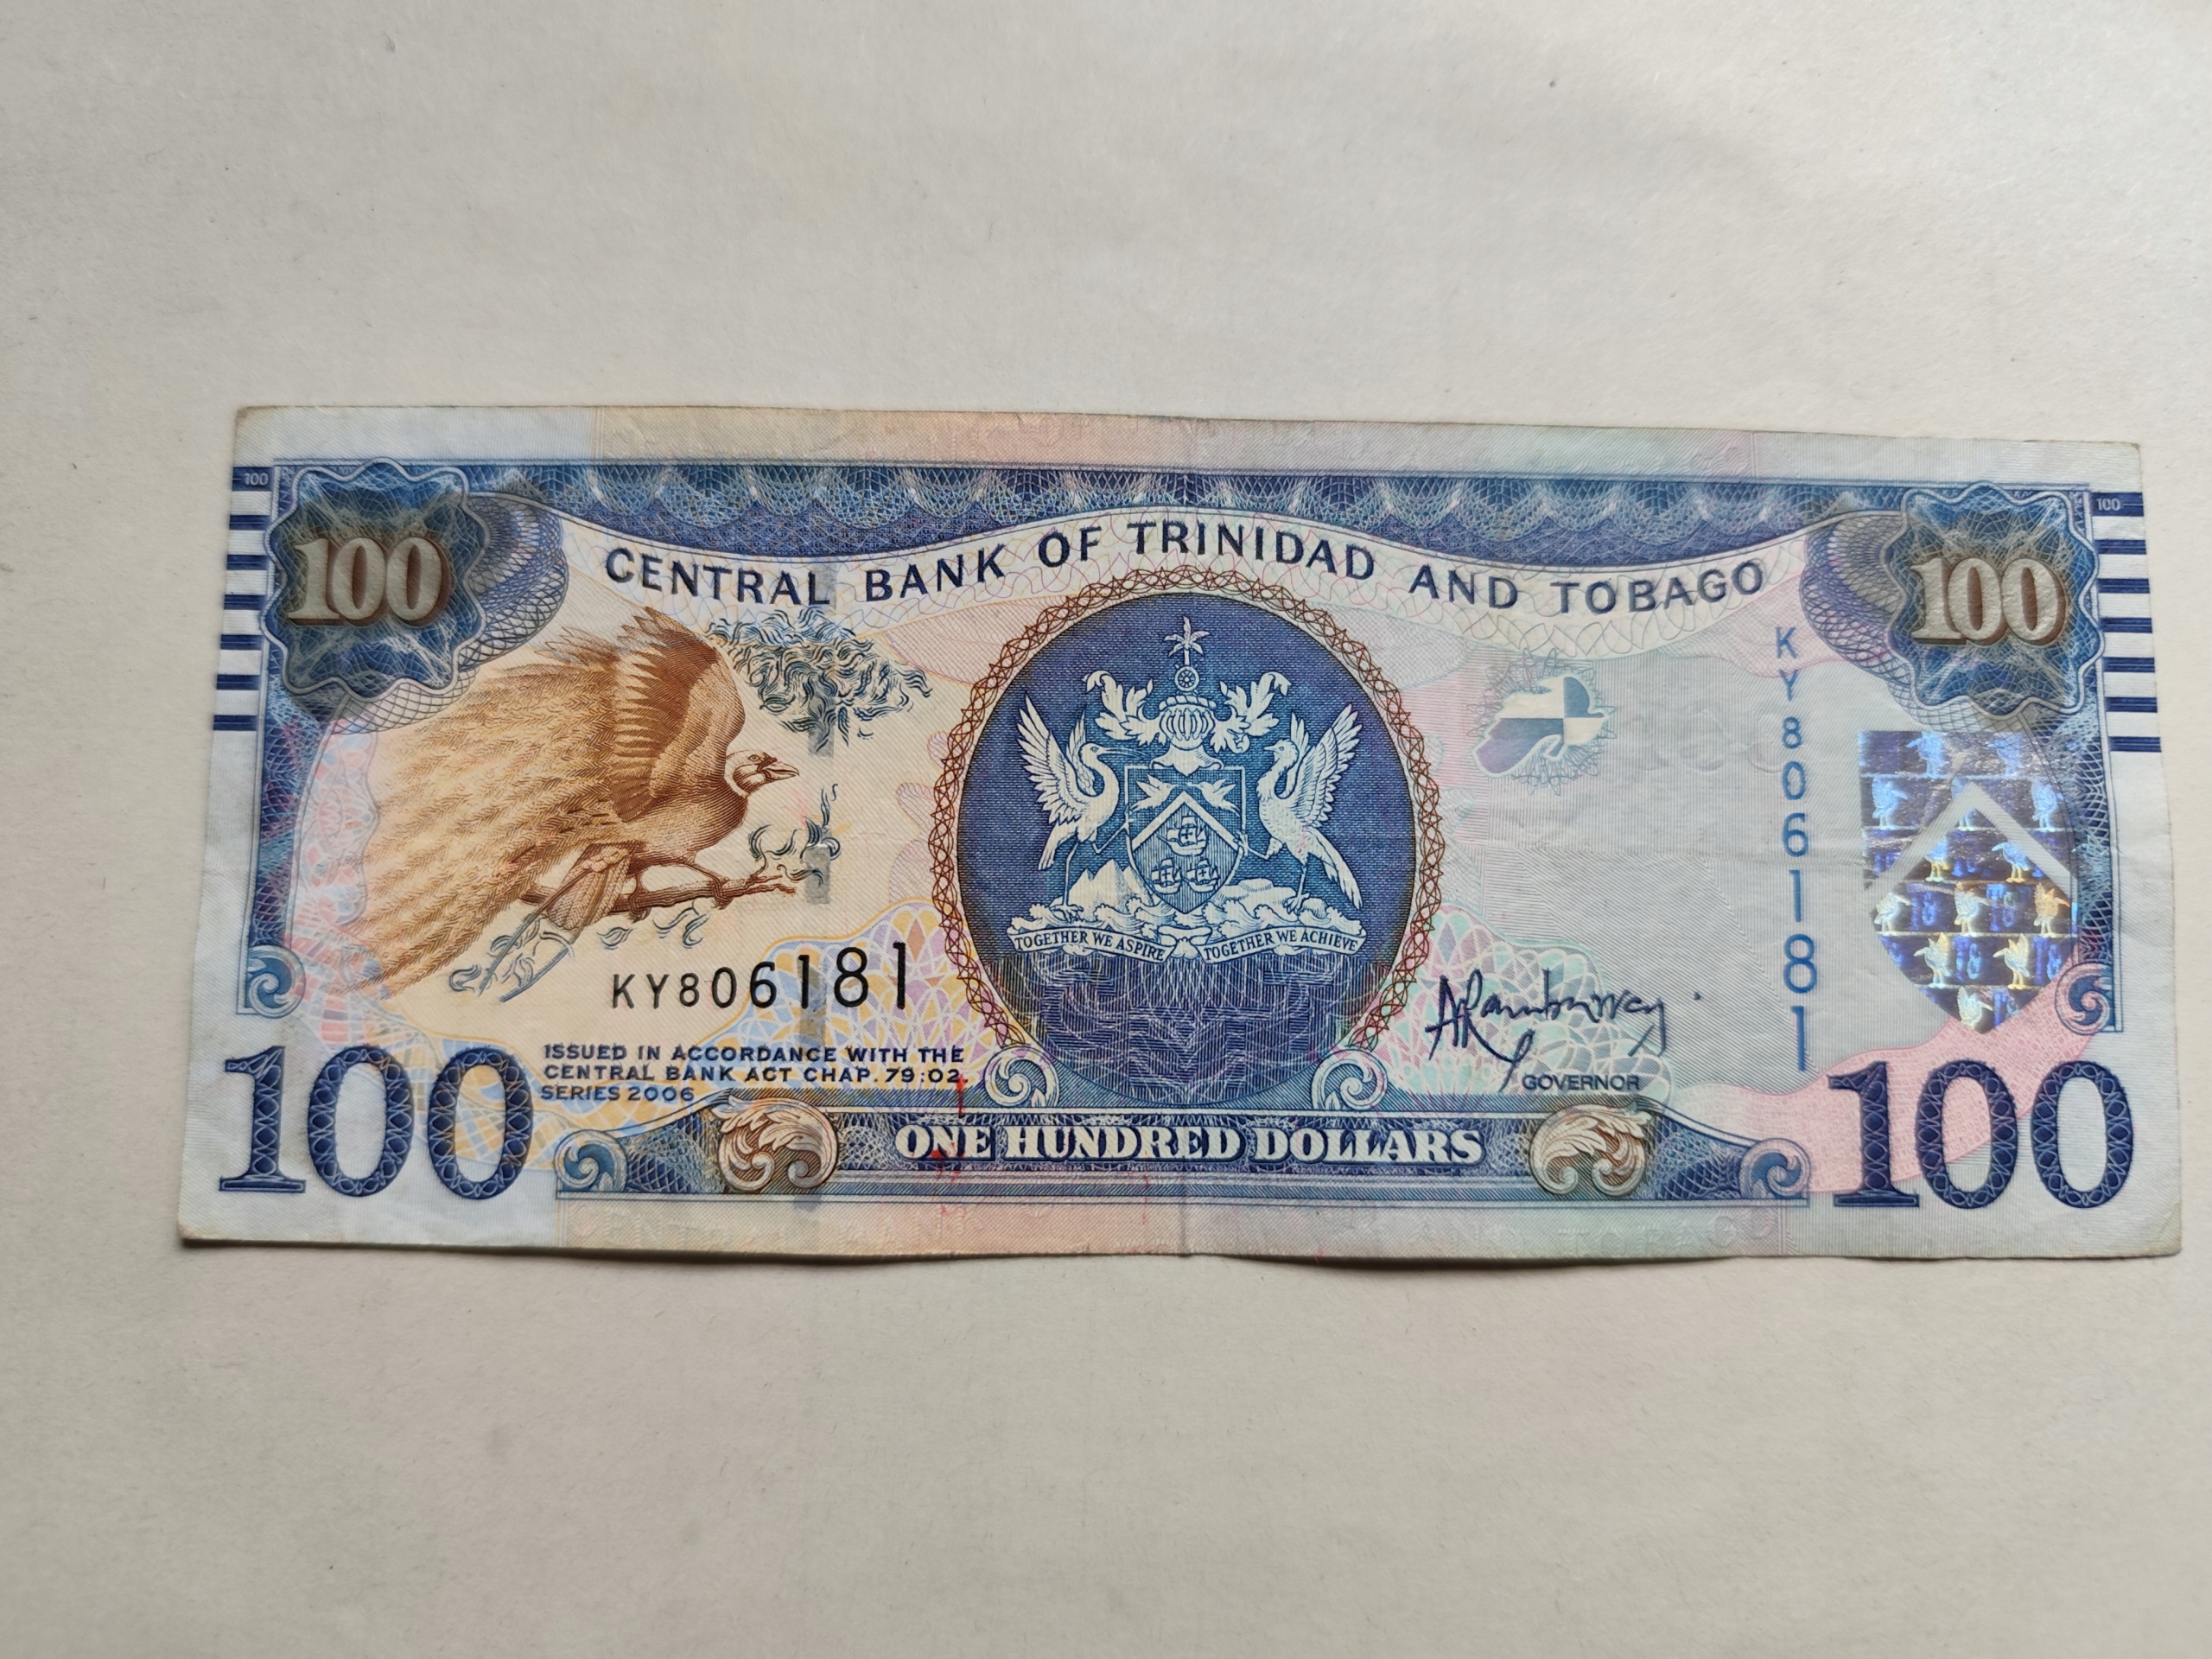 100
100
CENTRAL BANK OF TRINIDAD AND TOBAGO
100
100
KY806181
TOGETHER WE ASPIRE TOGETHER WE ACHIEVE
KY806181
ISSUED IN ACCORDANCE WITH THE
CENTRAL BANK ACT CHAP. 79:02.
SERIES 2006
GOVERNOR
100
ONE HUNDRED DOLLARS
100